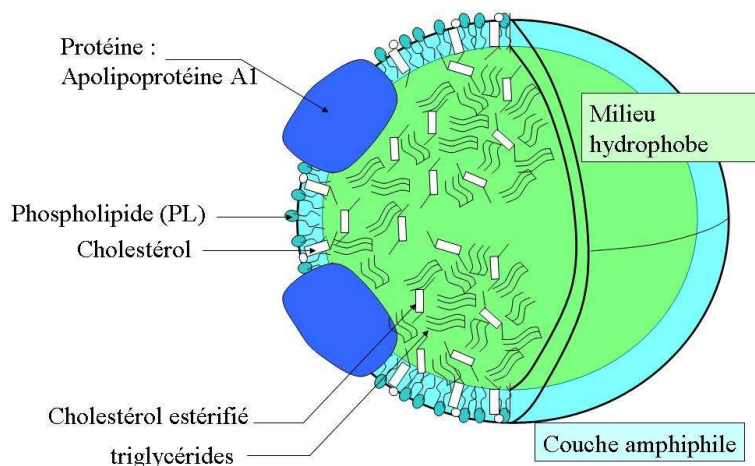 Protéine :
Apolipoprotéine A1
Milieu
hydrophobe
Phospholipide (PL)
Cholestérol
Cholestérol estérifié
triglycérides
Couche amphiphile